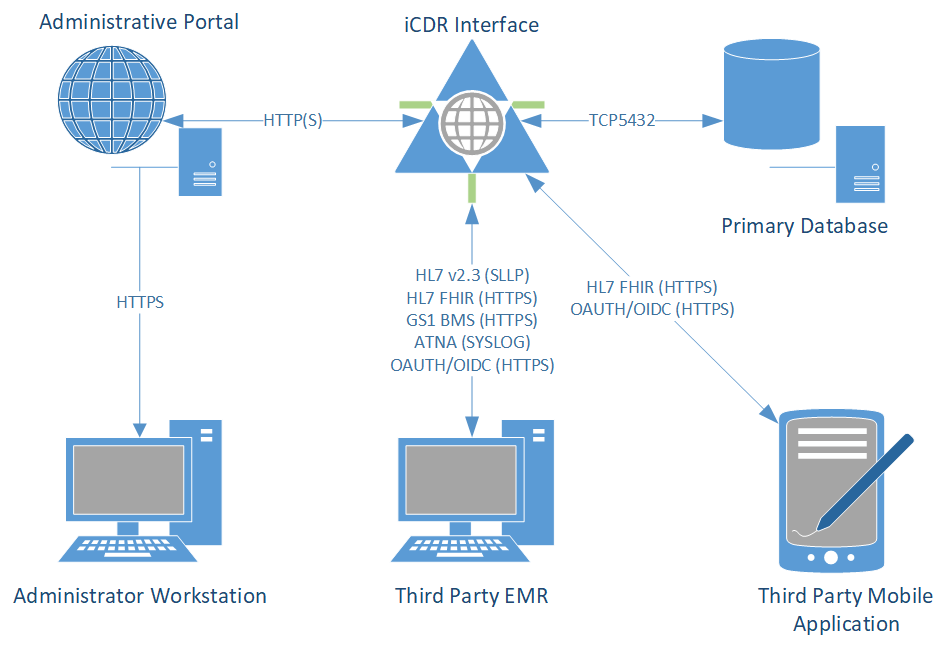 Administrative Portal
iCDR Interface
HTTP(S)
TCP5432
Primary Database
HTTPS
HL7 v2.3 (SLLP)
HL7 FHIR (HTTPS)
GS1 BMS (HTTPS)
ATNA (SYSLOG)
OAUTH/OIDC (HTTPS)
HL7 FHIR (HTTPS)
OAUTH/OIDC (HTTPS)
Administrator Workstation
Third Party EMR
Third Party Mobile
Application